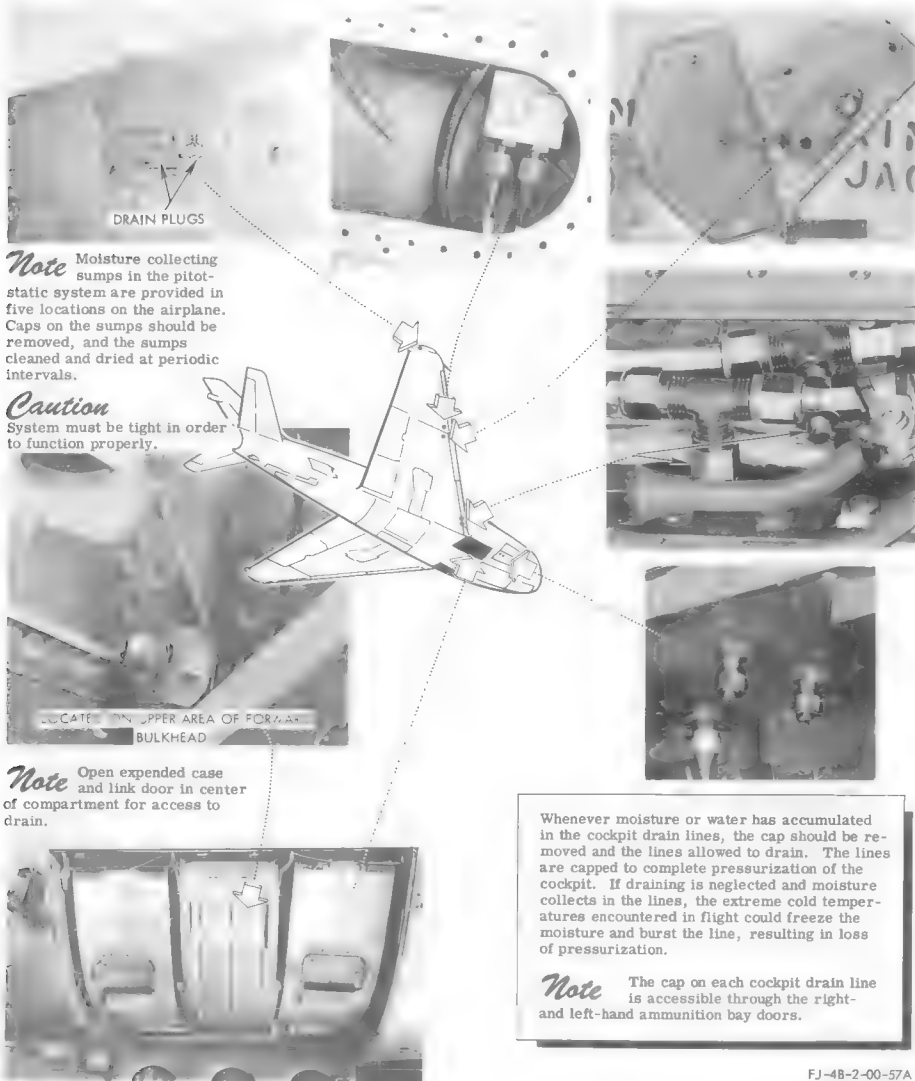 DRAIN PLUGS
Note Moisture collecting
sumps in the pitot-
static system are provided in
five locations on the airplane.
Caps on the sumps should be
removed, and the sumps
cleaned and dried at periodic
intervals.
Caution
System must be tight in order
to function properly.
LOCATED ON UPPER AREA OF FORWARD
BULKHEAD
Note Open expended case
and link door in center
of compartment for access to
drain.
JAC
Whenever moisture or water has accumulated
in the cockpit drain lines, the cap should be re-
moved and the lines allowed to drain. The lines
are capped to complete pressurization of the
cockpit. If draining is neglected and moisture
collects in the lines, the extreme cold temper-
atures encountered in flight could freeze the
moisture and burst the line, resulting in loss
of pressurization.
Note The cap on each cockpit drain line
is accessible through the right-
and left-hand ammunition bay doors.
FJ-4B-2-00-57A